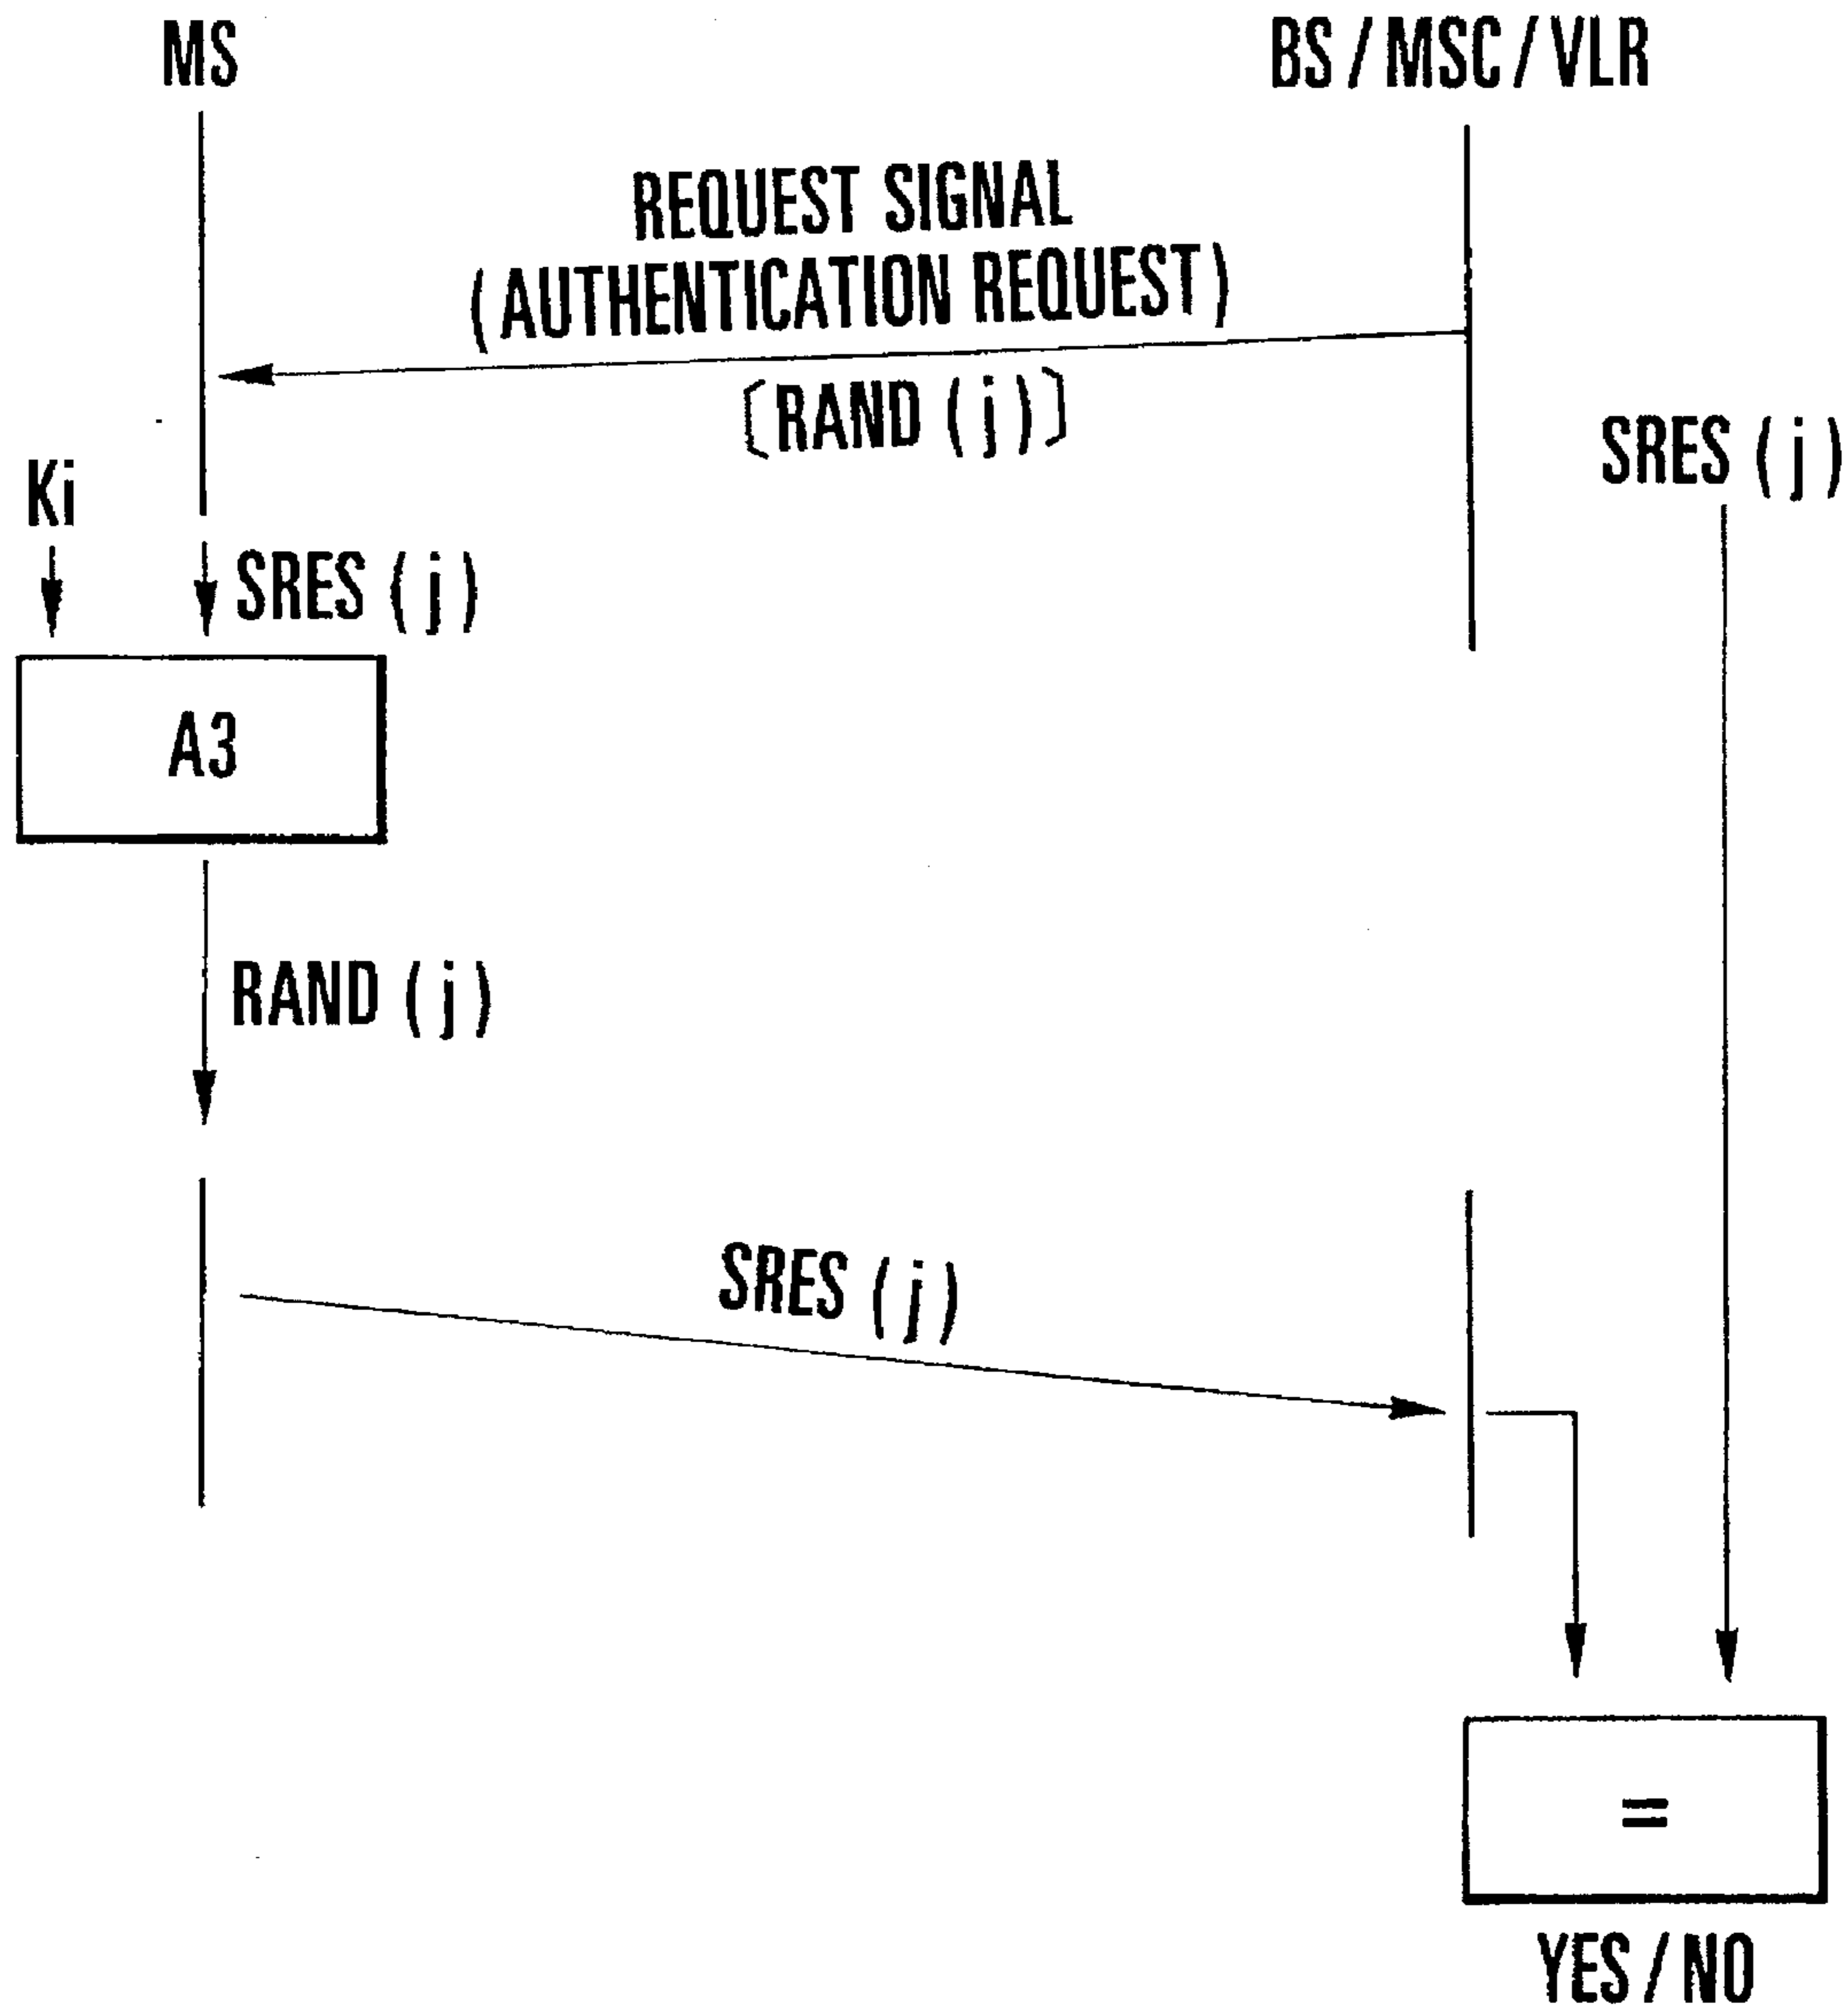 MS
BS/MSC/VLR
REQUEST SIGNAL
(AUTHENTICATION REQUEST)
[RAND(j)]
SRES(j)
Ki
SRES(j)
A3
RAND(j)
SRES(j)
=
YES/NO